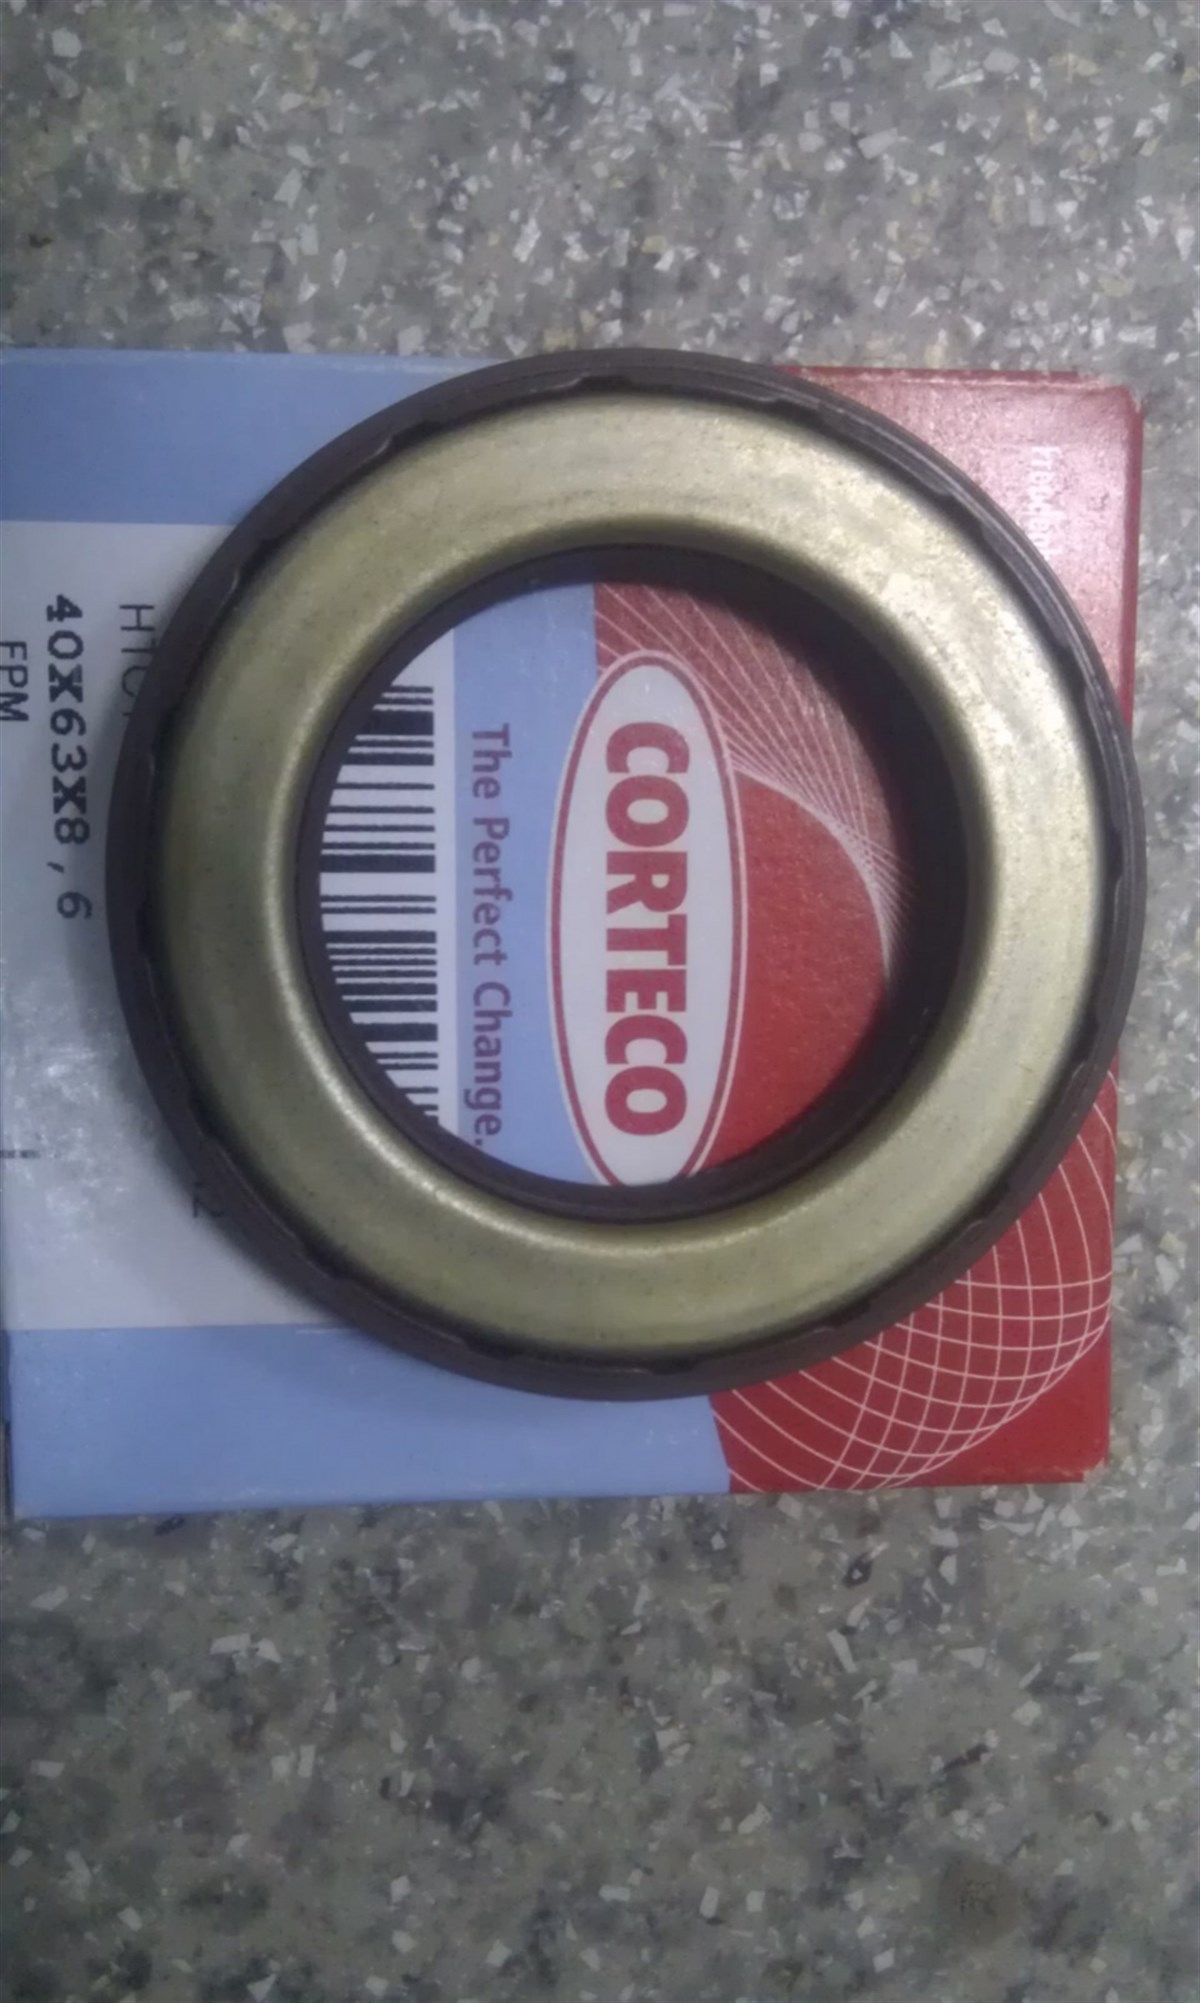 CORTECO
The Perfect Change.
40X63X8,6
FPM